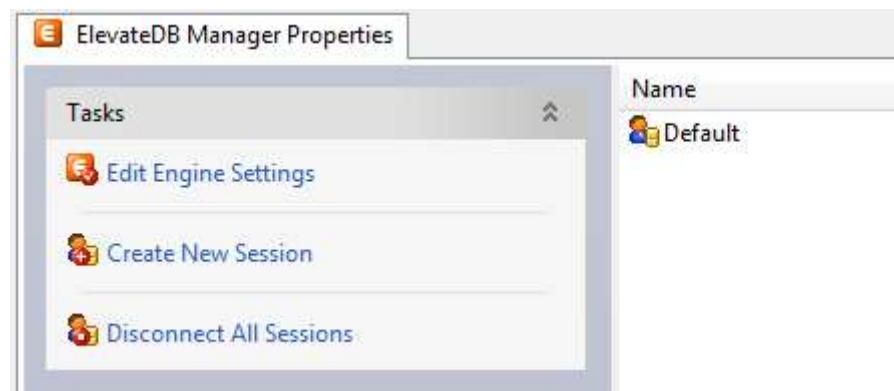 ElevateDB Manager Properties
Tasks
Edit Engine Settings
Create New Session
Disconnect All Sessions
Name
Default